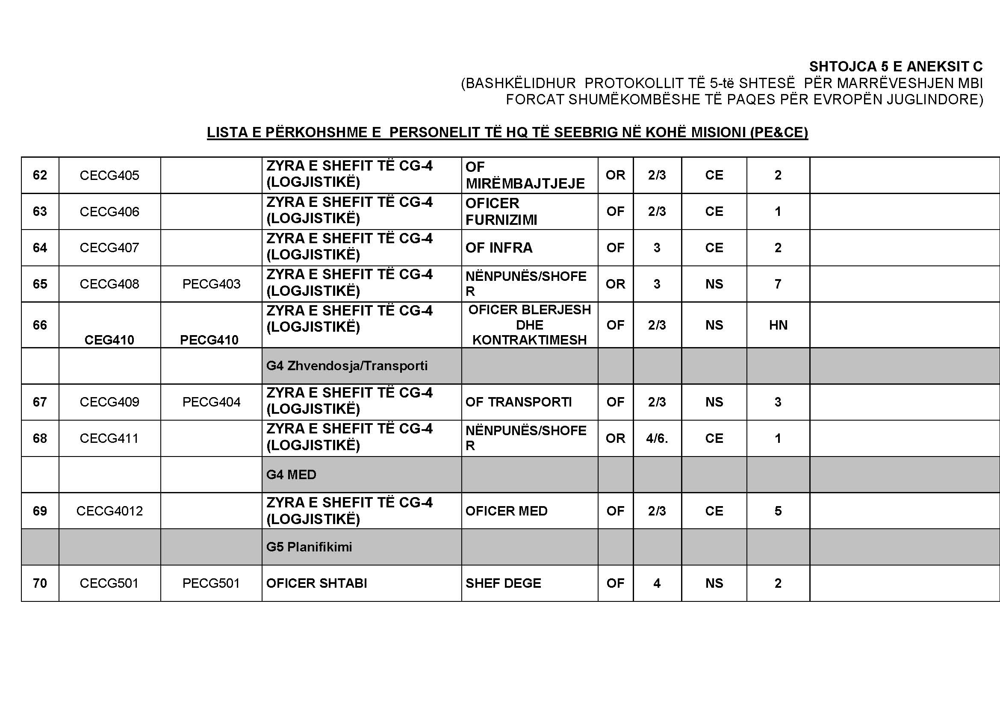 SHTOJCA 5 E ANEKSIT C
(BASHKËLIDHUR PROTOKOLLIT TË 5-të SHTESË PËR MARRËVESHJEN MBI
FORCAT SHUMËKOMBËSHE TË PAQES PËR EVROPËN JUGLINDORE)
LISTA E PËRKOHSHME E PERSONELIT TË HQ TË SEEBRIG NË KOHË MISIONI (PE&CE)
62 CECG405 ZYRA E SHEFIT TË CG-4 (LOGJISTIKË) OF MIRËMBAJTJEJE OR 2/3 CE 2
63 CECG406 ZYRA E SHEFIT TË CG-4 (LOGJISTIKË) OFICER FURNIZIMI OF 2/3 CE 1
64 CECG407 ZYRA E SHEFIT TË CG-4 (LOGJISTIKË) OF INFRA OF 3 CE 2
65 CECG408 PECG403 ZYRA E SHEFIT TË CG-4 (LOGJISTIKË) NËNPUNËS/SHOFER OR 3 NS 7
66 CEG410 PECG410 ZYRA E SHEFIT TË CG-4 (LOGJISTIKË) OFICER BLERJESH DHE KONTRAKTIMESH OF 2/3 NS HN
G4 Zhvendosja/Transporti
67 CECG409 PECG404 ZYRA E SHEFIT TË CG-4 (LOGJISTIKË) OF TRANSPORTI OF 2/3 NS 3
68 CECG411 ZYRA E SHEFIT TË CG-4 (LOGJISTIKË) NËNPUNËS/SHOFER OR 4/6. CE 1
G4 MED
69 CECG4012 ZYRA E SHEFIT TË CG-4 (LOGJISTIKË) OFICER MED OF 2/3 CE 5
G5 Planifikimi
70 CECG501 PECG501 OFICER SHTABI SHEF DEGE OF 4 NS 2